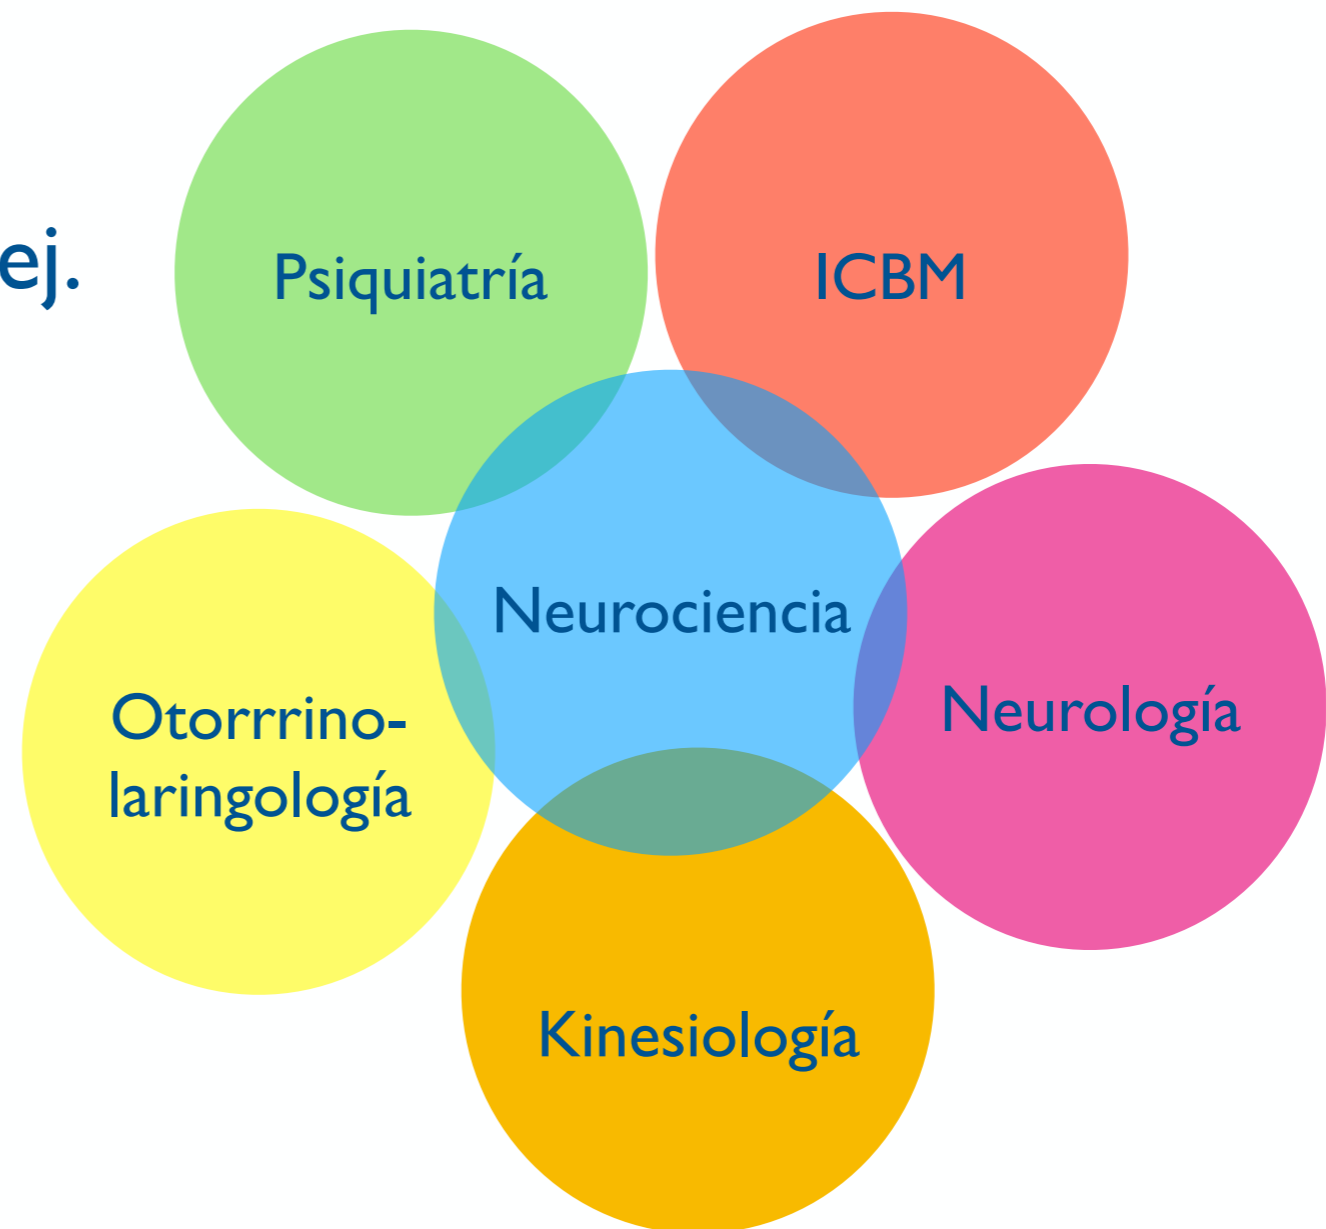 ej.
Psiquiatría
ICBM
Neurociencia
Otorrrino-
laringología
Neurología
Kinesiología